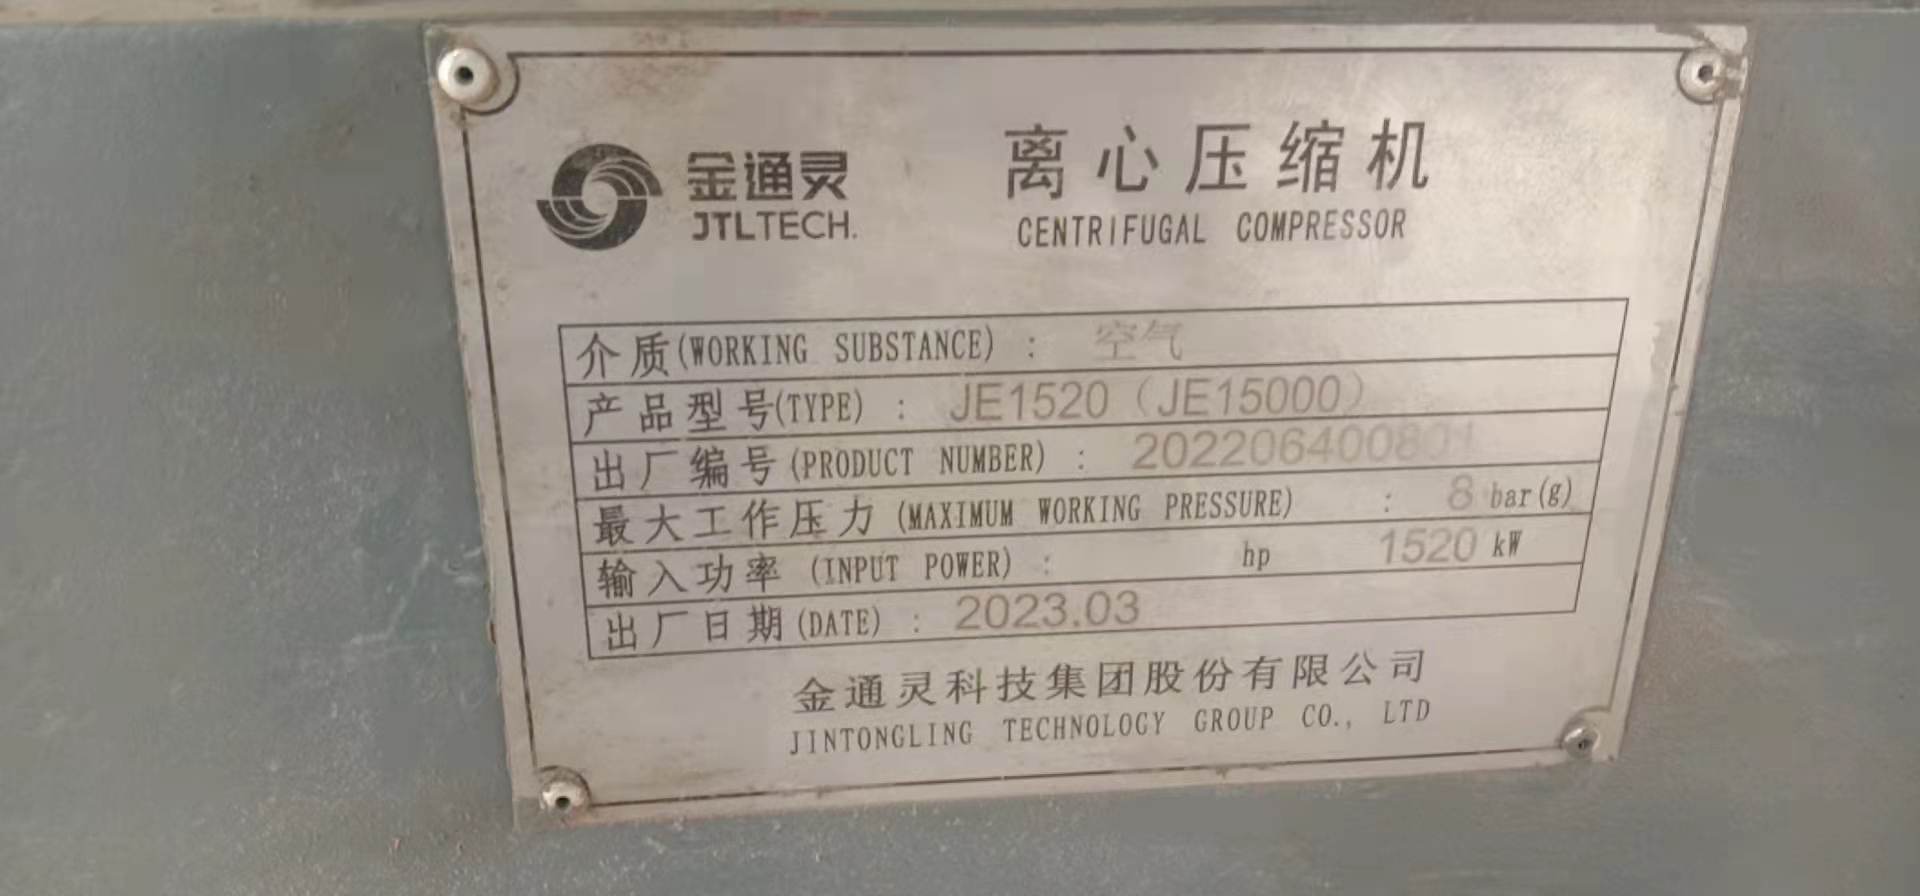 金通灵
JTLTECH.
离心压缩机
CENTRIFUGAL COMPRESSOR
介质(WORKING SUBSTANCE) : 空气
产品型号(TYPE) : JE1520（JE15000）
出厂编号(PRODUCT NUMBER) : 202206400801
最大工作压力(MAXIMUM WORKING PRESSURE) : 8 bar(g)
输入功率(INPUT POWER) : hp 1520 kW
出厂日期(DATE) : 2023.03
金通灵科技集团股份有限公司
JINTONGLING TECHNOLOGY GROUP CO., LTD